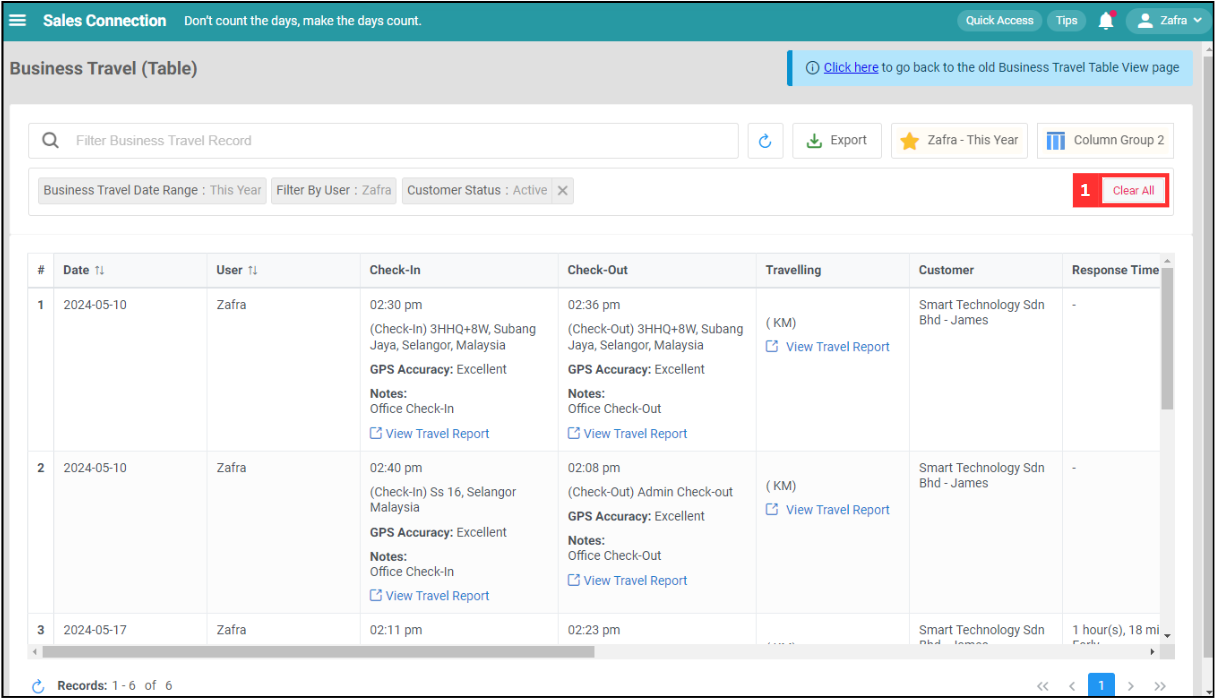 Sales Connection Don't count the days, make the days count. Quick Access Tips Zafra
Business Travel (Table)
Click here to go back to the old Business Travel Table View page
Filter Business Travel Record Export Zafra - This Year Column Group 2
Business Travel Date Range : This Year Filter By User : Zafra Customer Status : Active 1 Clear All
# Date User Check-In Check-Out Travelling Customer Response Time
1 2024-05-10 Zafra 02:30 pm 02:36 pm Smart Technology Sdn -
Bhd - James
( KM)
(Check-In) 3HHQ+8W, Subang (Check-Out) 3HHQ+8W, Subang
Jaya, Selangor, Malaysia Jaya, Selangor, Malaysia View Travel Report
GPS Accuracy: Excellent GPS Accuracy: Excellent
Notes: Notes:
Office Check-In Office Check-Out
View Travel Report View Travel Report
2 2024-05-10 Zafra 02:40 pm 02:08 pm Smart Technology Sdn -
Bhd - James
( KM)
(Check-In) Ss 16, Selangor (Check-Out) Admin Check-out
Malaysia View Travel Report
GPS Accuracy: Excellent
GPS Accuracy: Excellent
Notes:
Notes: Office Check-Out
Office Check-In
View Travel Report
View Travel Report
3 2024-05-17 Zafra 02:11 pm 02:23 pm Smart Technology Sdn 1 hour(s), 18 mi
Records: 1 - 6 of 6 1